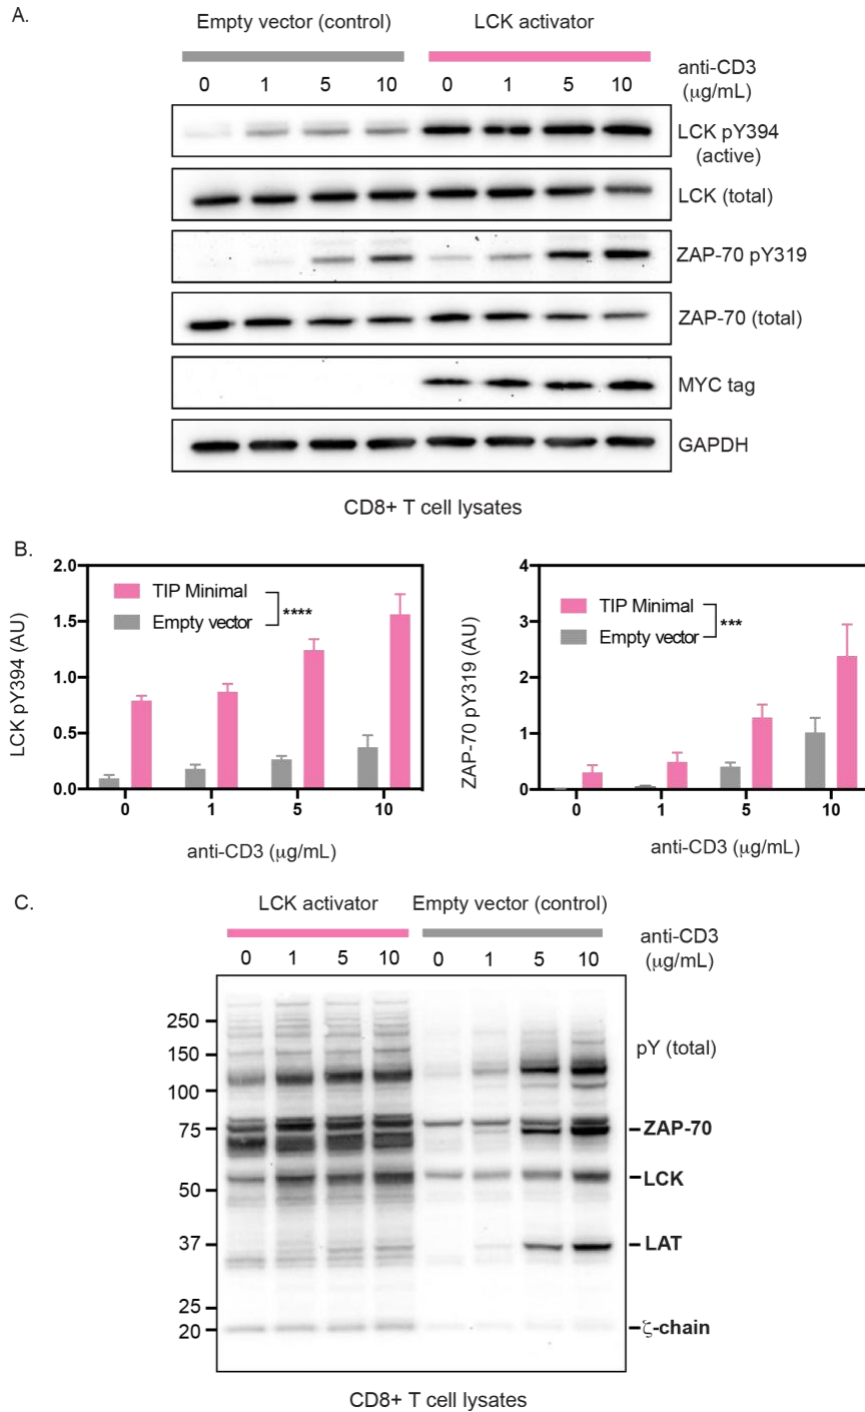 A.
Empty vector (control) LCK activator
0 1 5 10 0 1 5 10 anti-CD3
(μg/mL)
LCK pY394
(active)
LCK (total)
ZAP-70 pY319
ZAP-70 (total)
MYC tag
GAPDH
CD8+ T cell lysates
B.
LCK pY394 (AU)
2.0
1.5
1.0
0.5
0.0
TIP Minimal
Empty vector
****
0 1 5 10
anti-CD3 (μg/mL)
ZAP-70 pY319 (AU)
4
3
2
1
0
TIP Minimal
Empty vector
***
0 1 5 10
anti-CD3 (μg/mL)
C.
LCK activator Empty vector (control)
0 1 5 10 0 1 5 10 anti-CD3
(μg/mL)
pY (total)
250
150
100
75
50
37
25
20
ZAP-70
LCK
LAT
ζ-chain
CD8+ T cell lysates